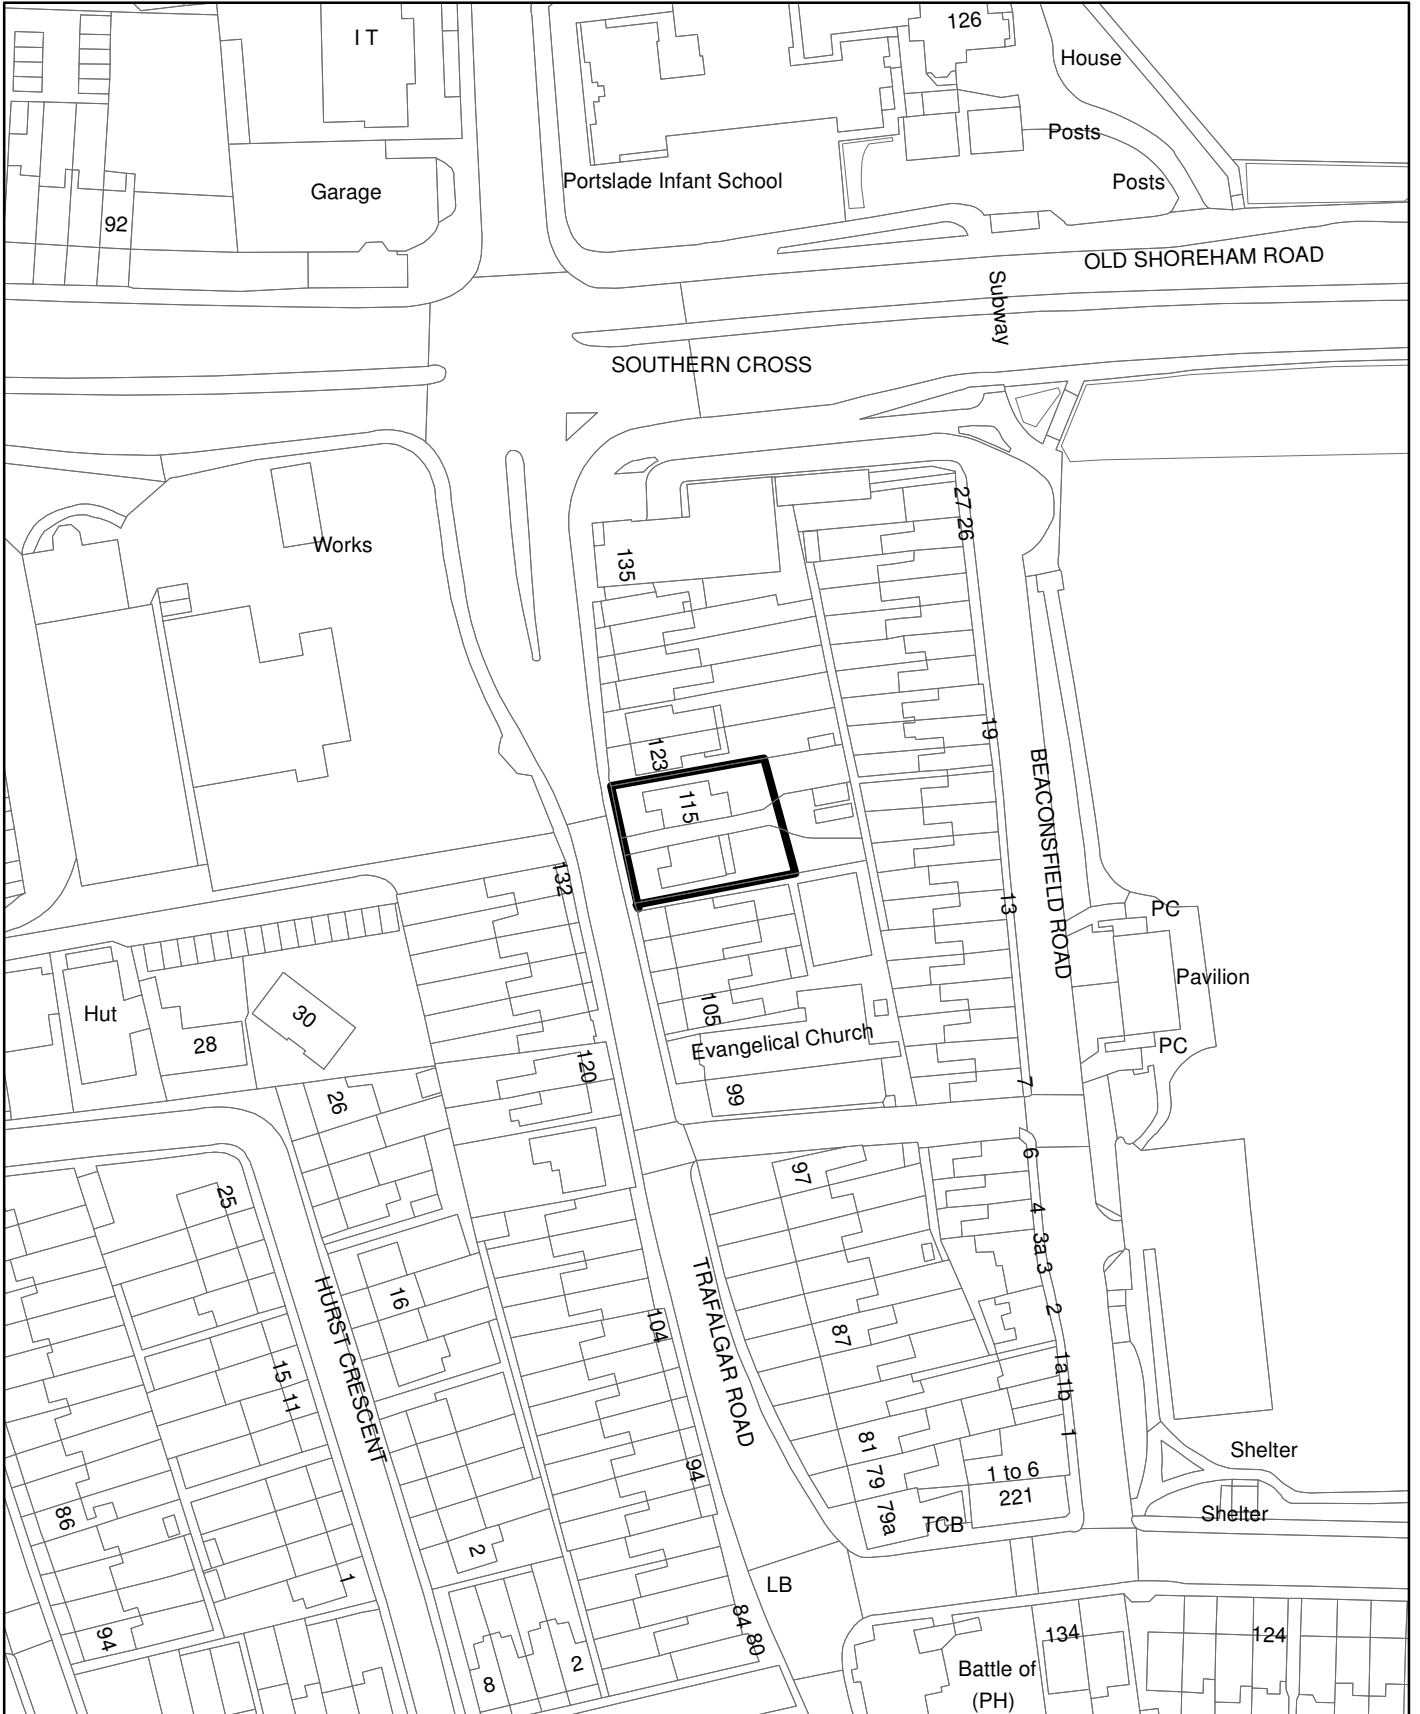 126
I T
House
Posts
Portslade Infant School
Posts
Garage
92
OLD SHOREHAM ROAD
Subway
SOUTHERN CROSS
27
26
Works
135
19
123
115
BEACONSFIELD ROAD
132
13
PC
Pavilion
105
Hut
30
28
Evangelical Church
PC
120
26
99
7
6
97
25
4
3a
3
16
2
HURST CRESCENT
104
TRAFALGAR ROAD
87
15
11
1a
1b
1
81
Shelter
94
79
1 to 6
221
86
79a
TCB
Shelter
2
1
LB
84
80
94
134
124
2
8
Battle of
(PH)